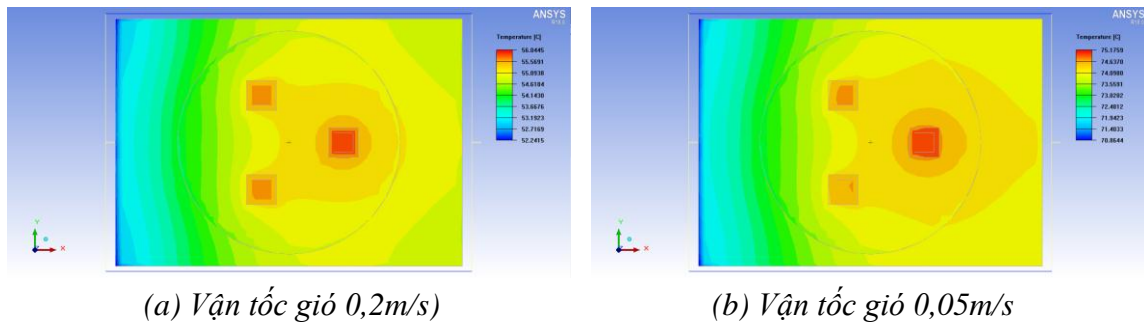 ANSYS
Temperature [C]
56.0445
55.5691
55.0938
54.6184
54.1430
53.6676
53.1923
52.7169
52.2415
Y
X
(a) Vận tốc gió 0,2m/s)
ANSYS
Temperature [C]
75.1759
74.6370
74.0980
73.5591
73.0202
72.4812
71.9423
71.4033
70.8644
Y
X
(b) Vận tốc gió 0,05m/s